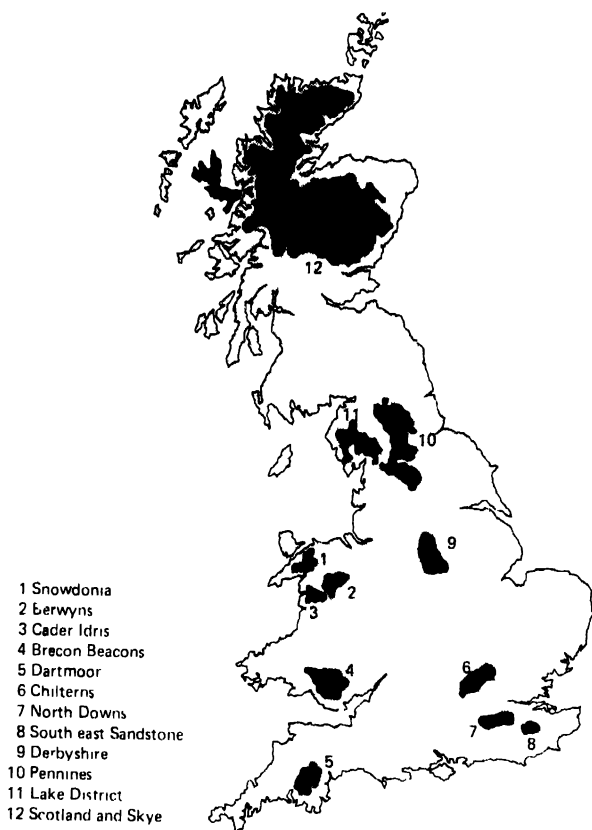 12
11
10
9
1
2
3
4
6
7
8
5
1 Snowdonia
2 Berwyns
3 Cader Idris
4 Brecon Beacons
5 Dartmoor
6 Chilterns
7 North Downs
8 South east Sandstone
9 Derbyshire
10 Pennines
11 Lake District
12 Scotland and Skye